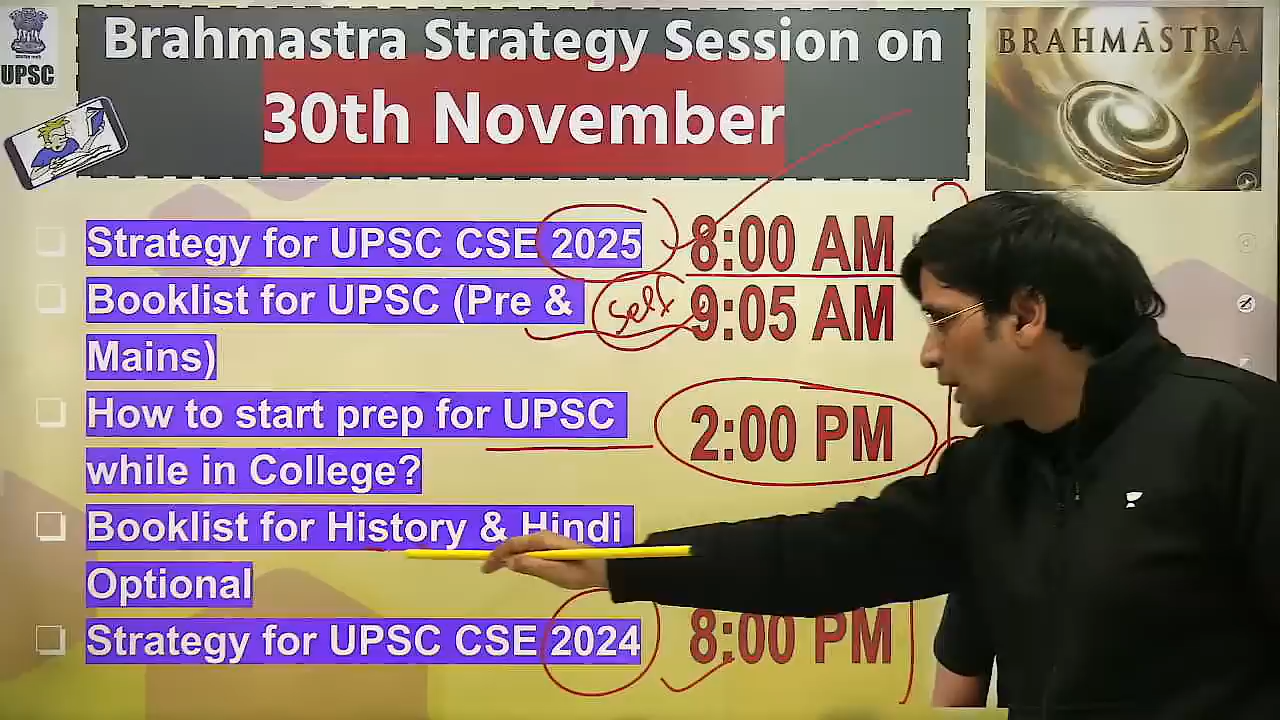 Brahmastra Strategy Session on
30th November
UPSC
BRAHMĀSTRA
Strategy for UPSC CSE 2025 8:00 AM
Booklist for UPSC (Pre & Self 9:05 AM
Mains)
How to start prep for UPSC 2:00 PM
while in College?
Booklist for History & Hindi
Optional
Strategy for UPSC CSE 2024 8:00 PM